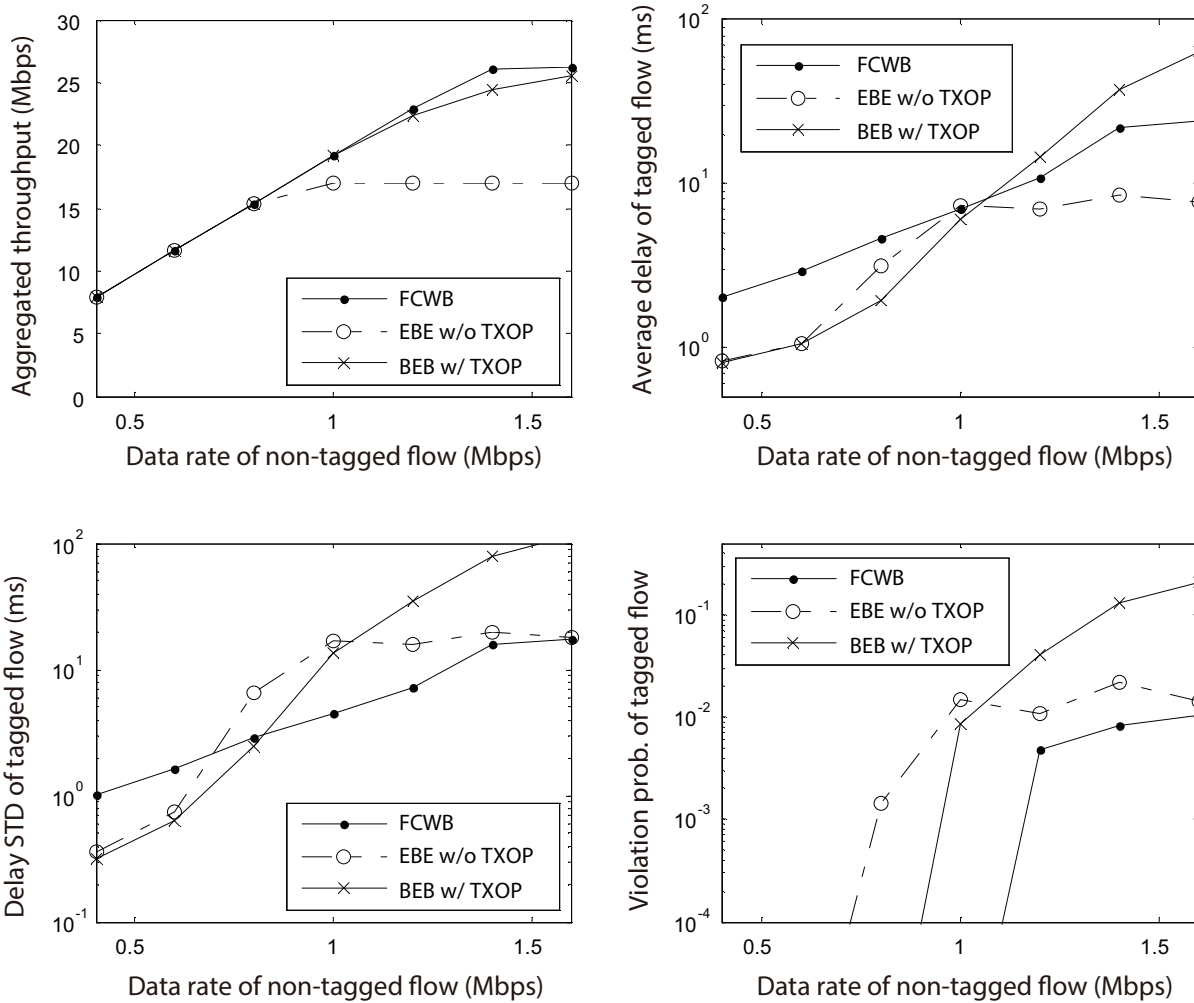 Aggregated throughput (Mbps)
30
25
20
15
10
5
0
FCWB
EBE w/o TXOP
BEB w/ TXOP
0.5 1 1.5
Data rate of non-tagged flow (Mbps)
Average delay of tagged flow (ms)
10^2
10^1
10^0
FCWB
EBE w/o TXOP
BEB w/ TXOP
0.5 1 1.5
Data rate of non-tagged flow (Mbps)
Delay STD of tagged flow (ms)
10^2
10^1
10^0
10^-1
FCWB
EBE w/o TXOP
BEB w/ TXOP
0.5 1 1.5
Data rate of non-tagged flow (Mbps)
Violation prob. of tagged flow
10^-1
10^-2
10^-3
10^-4
FCWB
EBE w/o TXOP
BEB w/ TXOP
0.5 1 1.5
Data rate of non-tagged flow (Mbps)